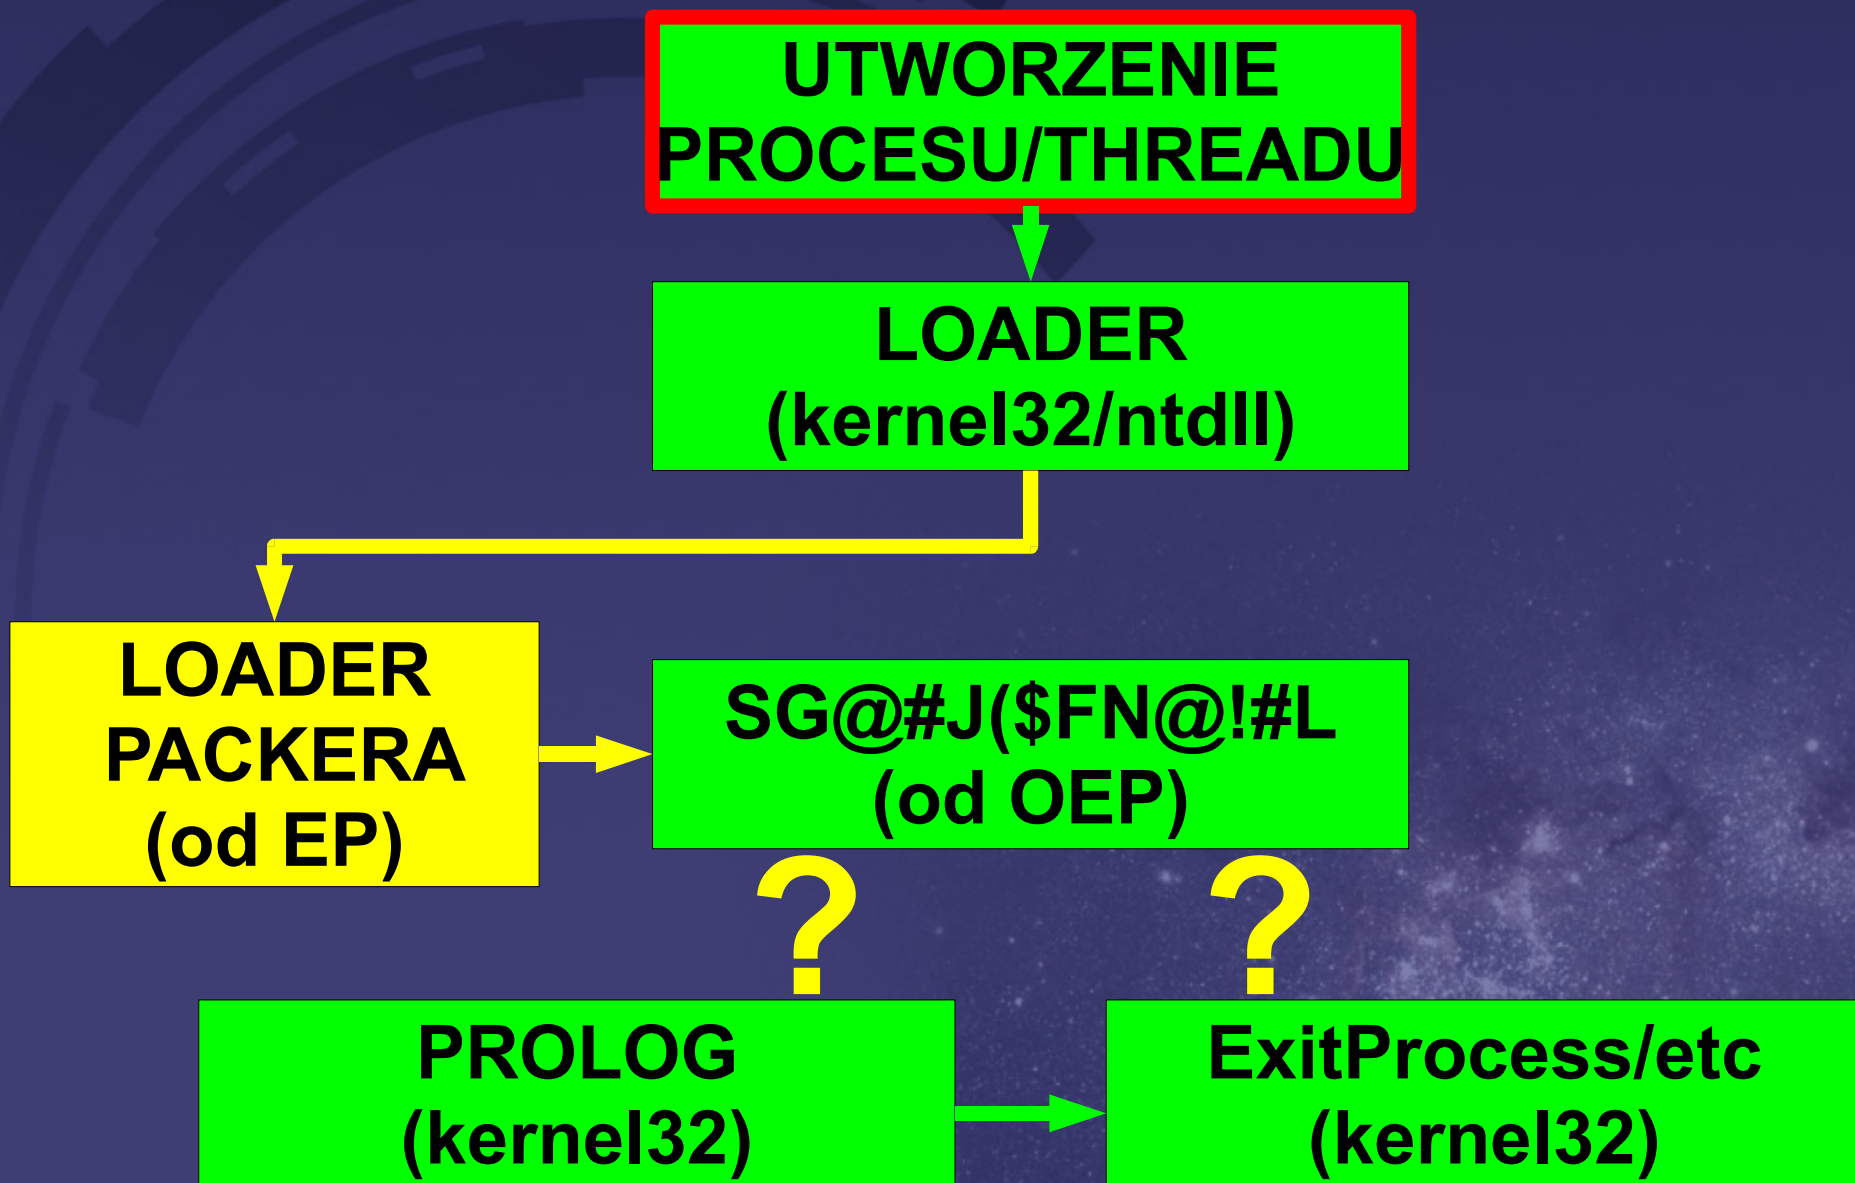 UTWORZENIE
PROCESU/THREADU
LOADER
(kernel32/ntdll)
LOADER
PACKERA
(od EP)
SG@#J($FN@!#L
(od OEP)
?
?
PROLOG
(kernel32)
ExitProcess/etc
(kernel32)